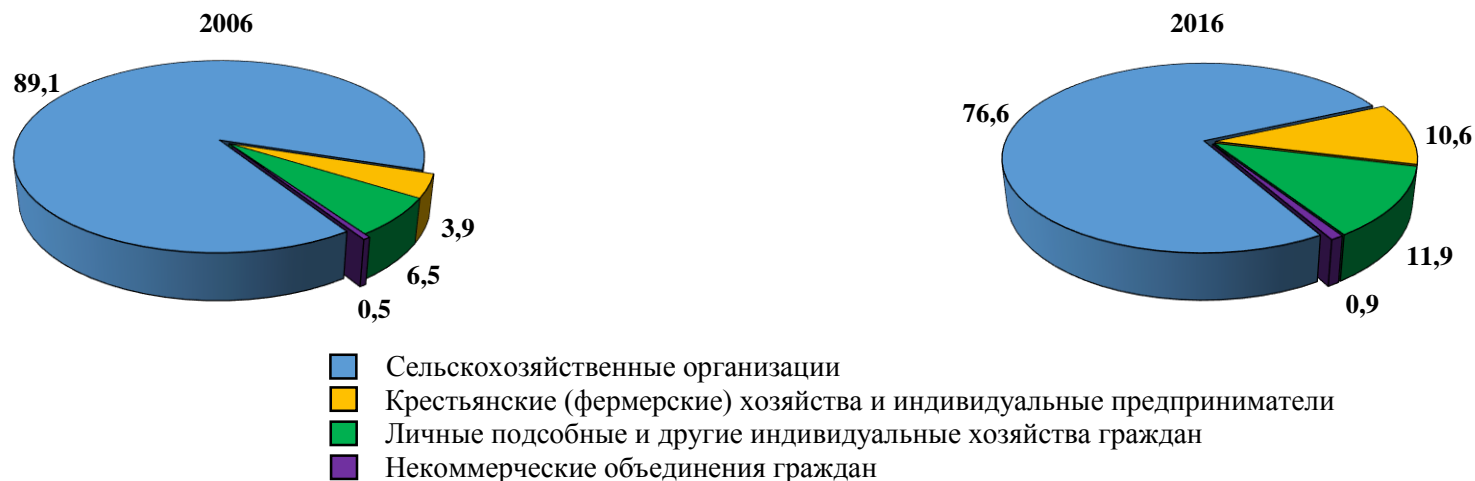 2006
2016
89,1
3,9
6,5
0,5
76,6
10,6
11,9
0,9
Сельскохозяйственные организации
Крестьянские (фермерские) хозяйства и индивидуальные предприниматели
Личные подсобные и другие индивидуальные хозяйства граждан
Некоммерческие объединения граждан